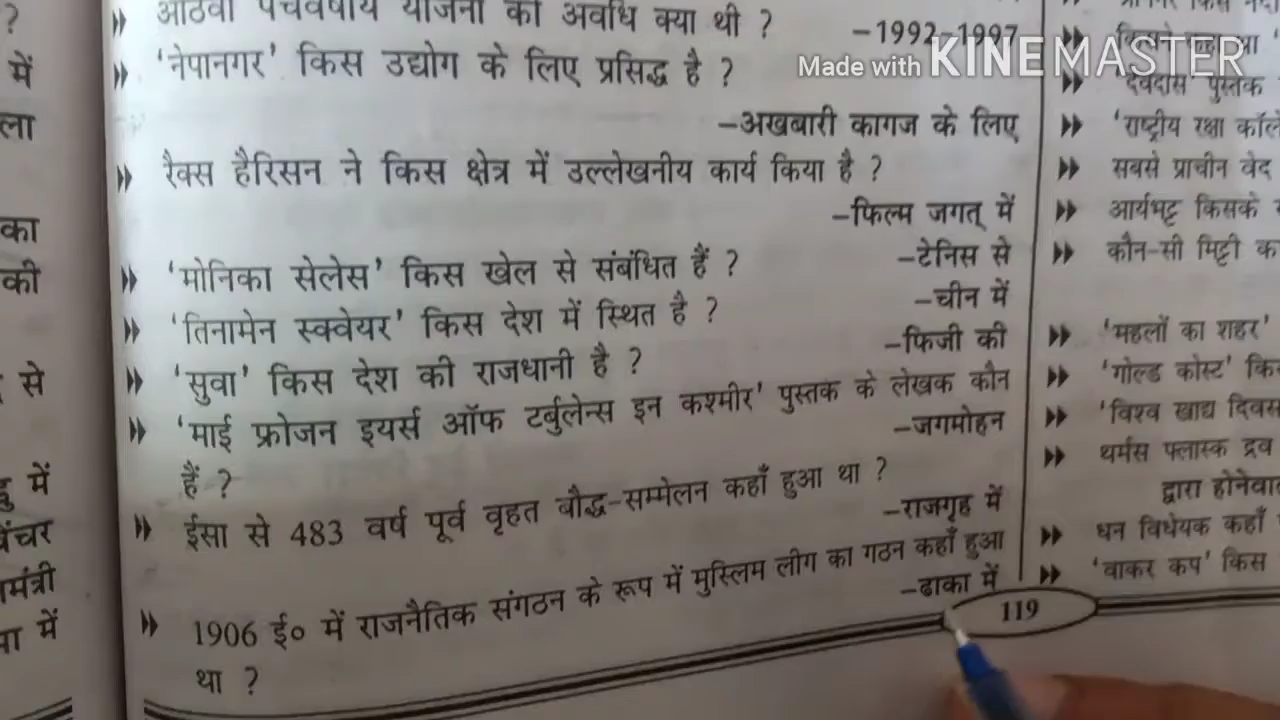 ?
में
ला
का
की
से
में
मंत्री
में
आठवीं पंचवर्षीय योजना की अवधि क्या थी ?
-1992-1997
'नेपानगर' किस उद्योग के लिए प्रसिद्ध है ?
-अखबारी कागज के लिए
रैक्स हैरिसन ने किस क्षेत्र में उल्लेखनीय कार्य किया है ?
-फिल्म जगत् में
'मोनिका सेलेस' किस खेल से संबंधित हैं ?
-टेनिस से
'तिनामेन स्क्वेयर' किस देश में स्थित है ?
-चीन में
'सुवा' किस देश की राजधानी है ?
-फिजी की
'माई फ्रोजन इयर्स ऑफ टर्बुलेन्स इन कश्मीर' पुस्तक के लेखक कौन
हैं ?
-जगमोहन
ईसा से 483 वर्ष पूर्व वृहत बौद्ध-सम्मेलन कहाँ हुआ था ?
-राजगृह में
1906 ई० में राजनैतिक संगठन के रूप में मुस्लिम लीग का गठन कहाँ हुआ
था ?
-ढाका में
119
'देवदास' पुस्तक
'राष्ट्रीय रक्षा कॉले
सबसे प्राचीन वेद
आर्यभट्ट किसके
कौन-सी मिट्टी क
'महलों का शहर'
'गोल्ड कोस्ट' कि
'विश्व खाद्य दिवस
थर्मस फ्लास्क द्रव
द्वारा होनेवा
धन विधेयक कहाँ
'वाकर कप' किस
Made with KINEMASTER